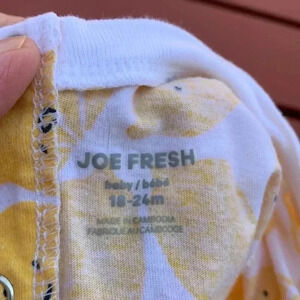 JOE FRESH
baby / bébé
18-24m
MADE IN CAMBODIA
FABRIQUÉ AU CAMBODGE